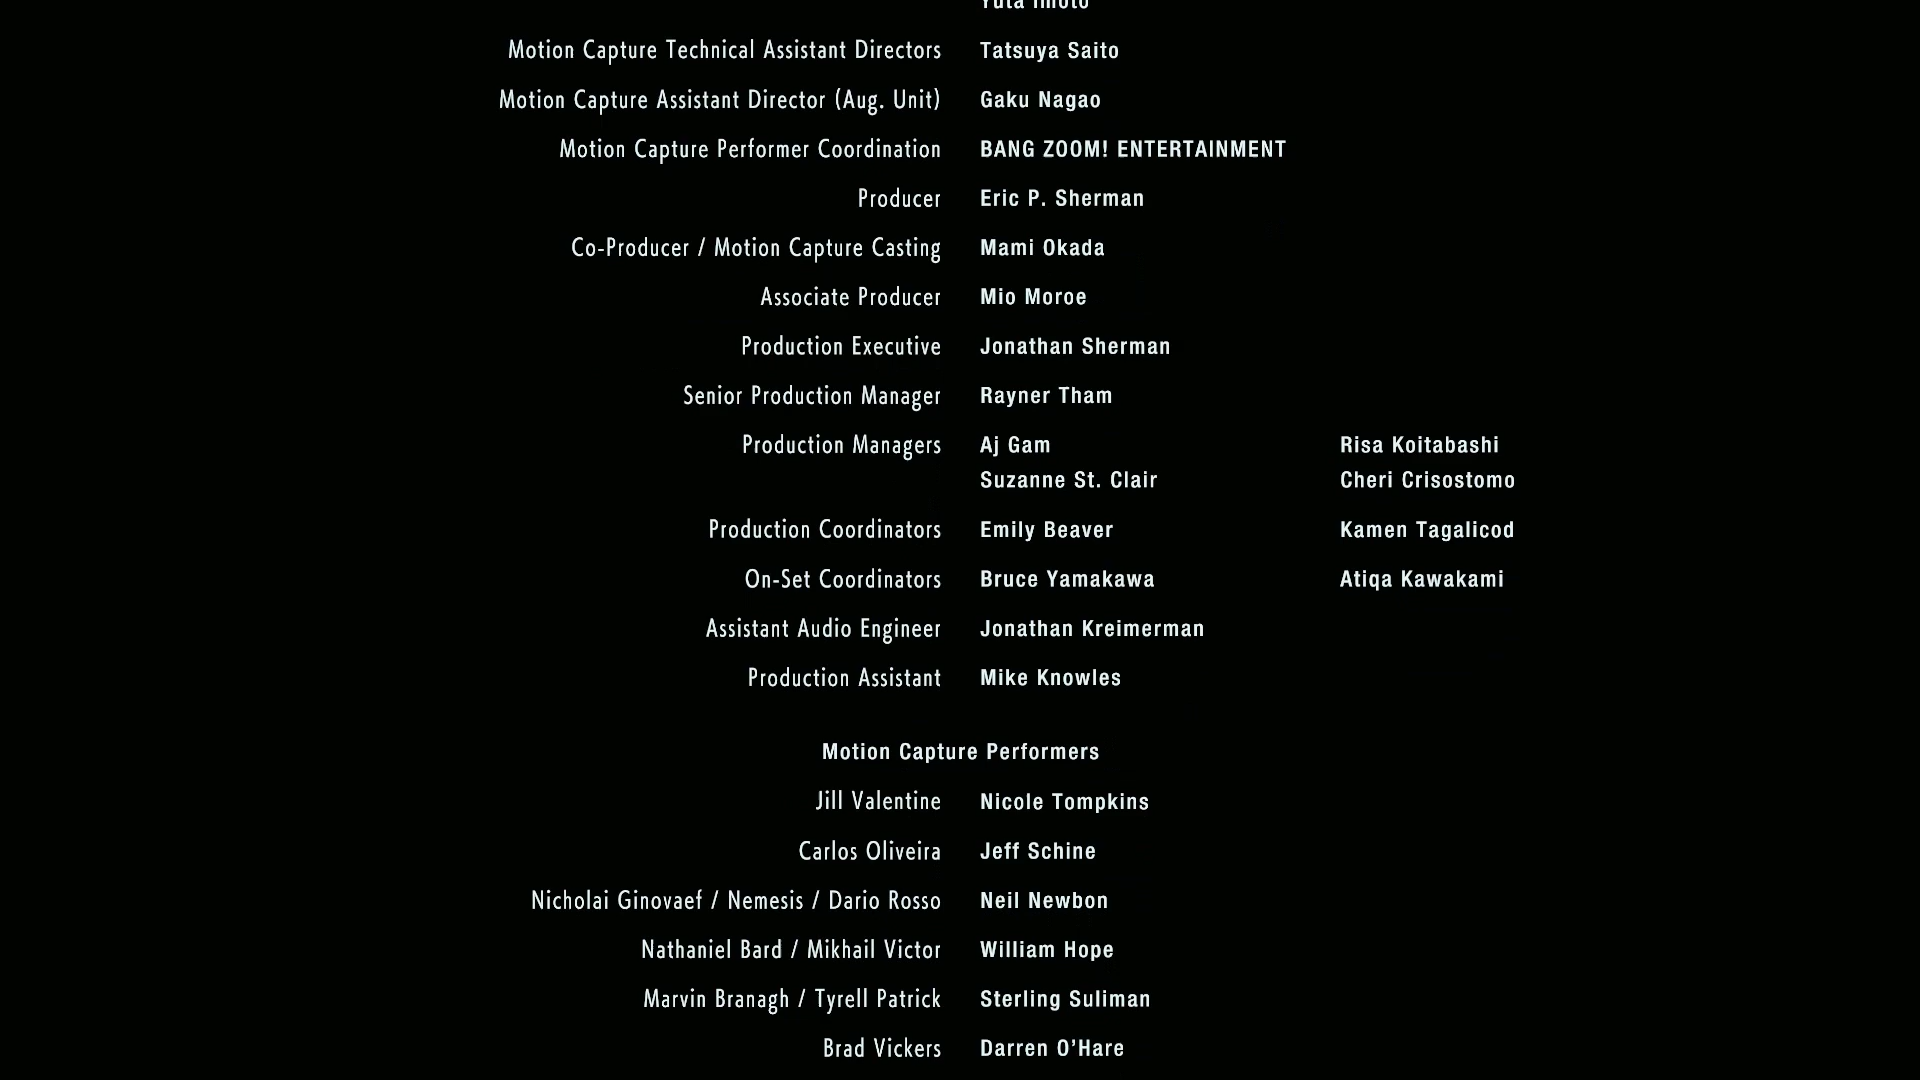 Yuta Imoto
Motion Capture Technical Assistant Directors Tatsuya Saito
Motion Capture Assistant Director (Aug. Unit) Gaku Nagao
Motion Capture Performer Coordination BANG ZOOM! ENTERTAINMENT
Producer Eric P. Sherman
Co-Producer / Motion Capture Casting Mami Okada
Associate Producer Mio Moroe
Production Executive Jonathan Sherman
Senior Production Manager Rayner Tham
Production Managers Aj Gam Risa Koitabashi
Suzanne St. Clair Cheri Crisostomo
Production Coordinators Emily Beaver Kamen Tagalicod
On-Set Coordinators Bruce Yamakawa Atiqa Kawakami
Assistant Audio Engineer Jonathan Kreimerman
Production Assistant Mike Knowles
Motion Capture Performers
Jill Valentine Nicole Tompkins
Carlos Oliveira Jeff Schine
Nicholai Ginovaef / Nemesis / Dario Rosso Neil Newbon
Nathaniel Bard / Mikhail Victor William Hope
Marvin Branagh / Tyrell Patrick Sterling Suliman
Brad Vickers Darren O’Hare